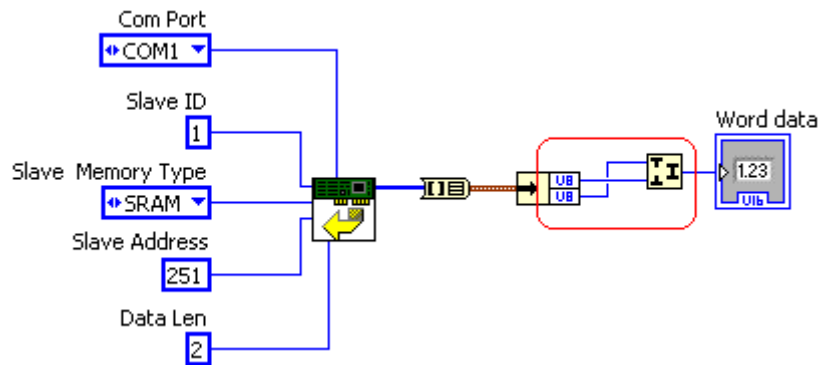 Com Port
COM1
Slave ID
1
Slave Memory Type
SRAM
Slave Address
251
Data Len
2
U8
U8
Word data
1.23
U16